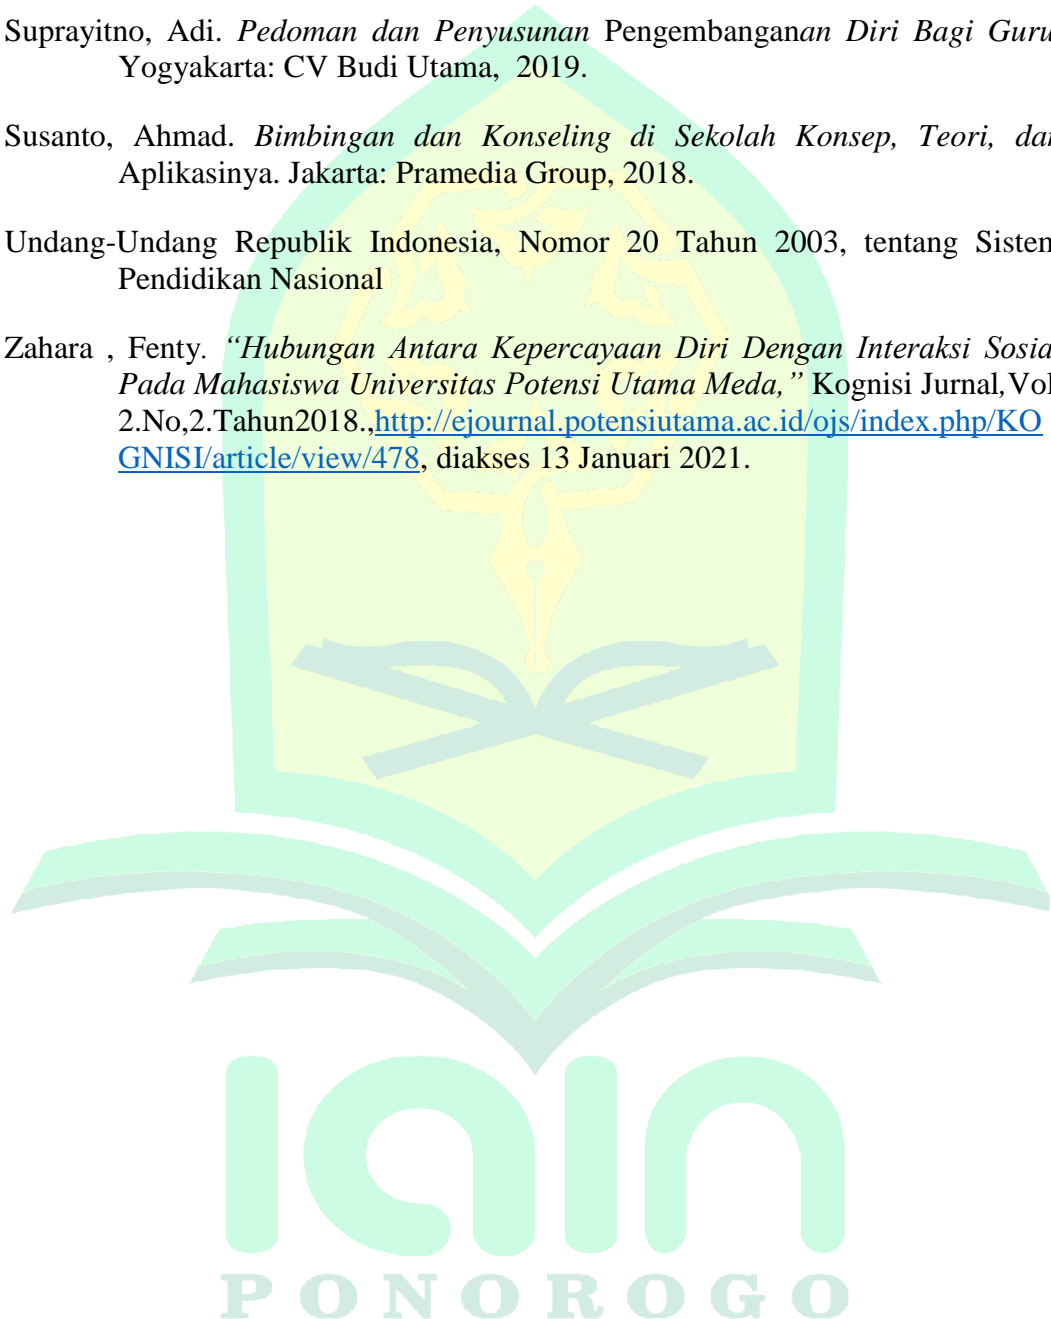 Suprayitno, Adi. Pedoman dan Penyusunan Pengembanganan Diri Bagi Guru
Yogyakarta: CV Budi Utama,  2019.
Susanto, Ahmad. Bimbingan dan Konseling di Sekolah Konsep, Teori, dan
Aplikasinya. Jakarta: Pramedia Group, 2018.
Undang-Undang Republik Indonesia, Nomor 20 Tahun 2003, tentang Sistem
Pendidikan Nasional
Zahara , Fenty. “Hubungan Antara Kepercayaan Diri Dengan Interaksi Sosia
Pada Mahasiswa Universitas Potensi Utama Meda,” Kognisi Jurnal,Vol
2.No,2.Tahun2018.,http://ejournal.potensiutama.ac.id/ojs/index.php/KO
GNISI/article/view/478, diakses 13 Januari 2021.
iain
PONOROGO